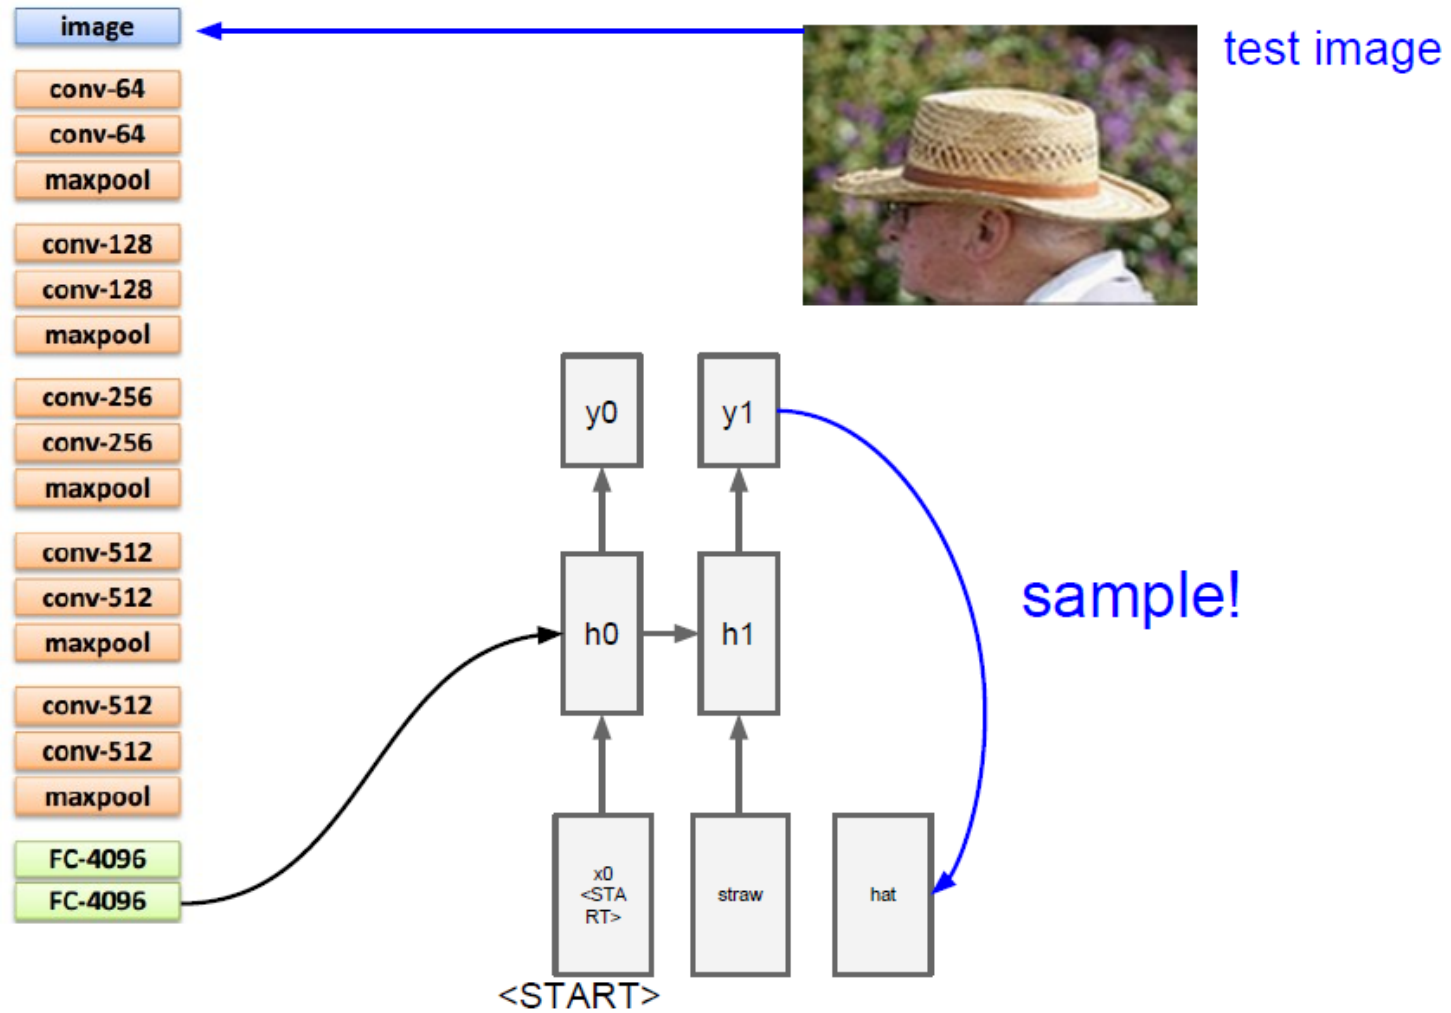 image
test image
conv-64
conv-64
maxpool
conv-128
conv-128
maxpool
conv-256
conv-256
maxpool
conv-512
conv-512
maxpool
conv-512
conv-512
maxpool
FC-4096
FC-4096
y0
y1
h0
h1
sample!
x0
<STA
RT>
straw
hat
<START>